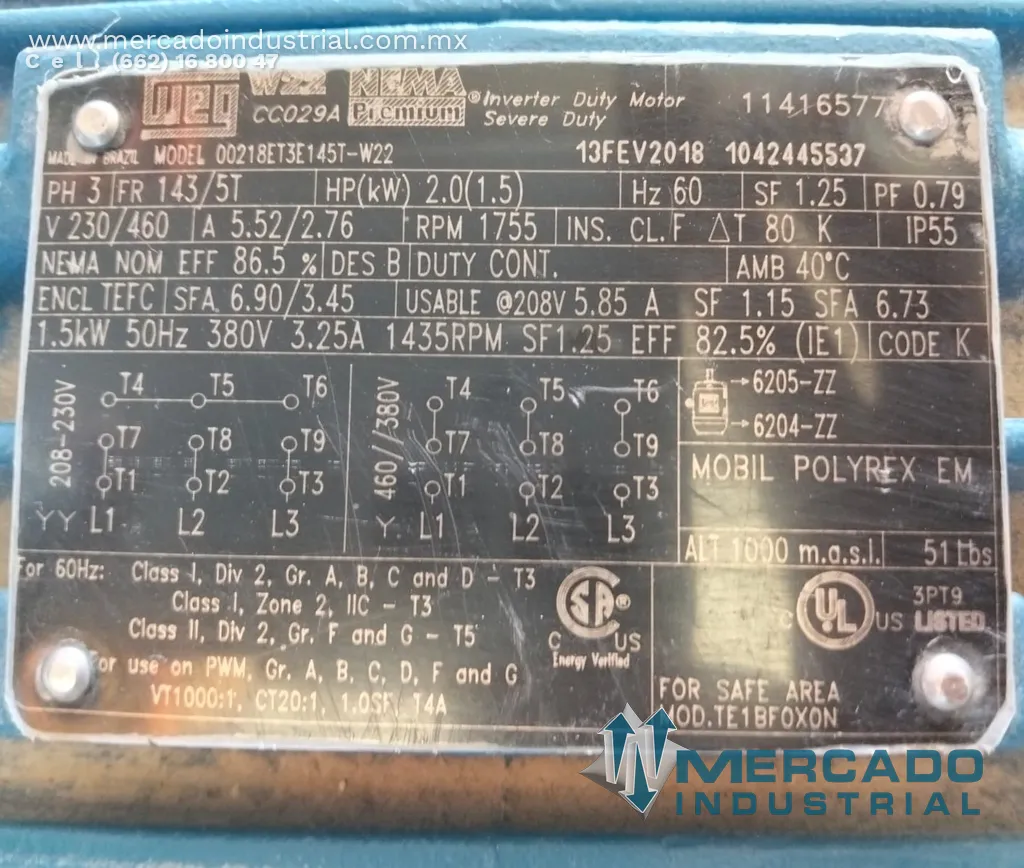 www.mercadoindustrial.com.mx
Cel. (662) 16 800 47
WEG W22 NEMA Premium ® Inverter Duty Motor 11416577
CC029A Severe Duty
MADE IN BRAZIL MODEL 00218ET3E145T-W22 13FEV2018 1042445537
PH 3 FR 143/5T HP(kW) 2.0(1.5) Hz 60 SF 1.25 PF 0.79
V 230/460 A 5.52/2.76 RPM 1755 INS. CL. F ΔT 80 K IP55
NEMA NOM EFF 86.5 % DES B DUTY CONT. AMB 40°C
ENCL TEFC SFA 6.90/3.45 USABLE @208V 5.85 A SF 1.15 SFA 6.73
1.5kW 50Hz 380V 3.25A 1435RPM SF1.25 EFF 82.5% (IE1) CODE K
208-230V
T4 T5 T6
T7 T8 T9
T1 T2 T3
YY L1 L2 L3
460//380V
T4 T5 T6
T7 T8 T9
T1 T2 T3
Y L1 L2 L3
6205-ZZ
6204-ZZ
MOBIL POLYREX EM
ALT 1000 m.a.s.l. 51 Lbs
For 60Hz: Class I, Div 2, Gr. A, B, C and D - T3
Class I, Zone 2, IIC - T3
Class II, Div 2, Gr. F and G - T5
For use on PWM, Gr. A, B, C, D, F and G
VT1000:1, CT20:1, 1.0SF, T4A
SA ®
C US
Energy Verified
C UL US 3PT9
LISTED
FOR SAFE AREA
MOD.TE1BFOXON
MERCADO
INDUSTRIAL